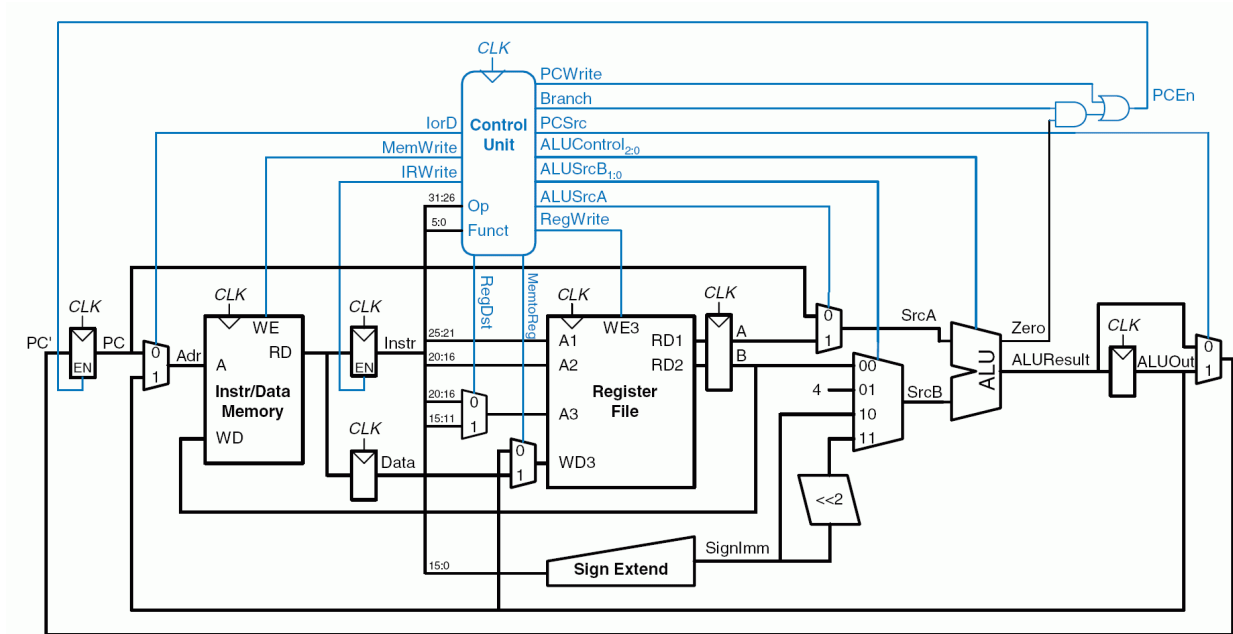 CLK
PCWrite
Branch
PCEn
IorD
Control
Unit
PCSrc
MemWrite
ALUControl2:0
IRWrite
ALUSrcB1:0
31:26
Op
ALUSrcA
5:0
Funct
RegWrite
RegDst
MemtoReg
CLK
CLK
CLK
CLK
CLK
CLK
PC'
EN
PC
0
1
Adr
WE
A
RD
Instr/Data
Memory
WD
EN
Instr
CLK
Data
25:21
20:16
20:16
15:11
0
1
0
1
A1
A2
A3
WD3
WE3
RD1
RD2
Register
File
A
B
0
1
SrcA
00
4
01
10
11
SrcB
ALU
Zero
ALUResult
ALUOut
0
1
<<2
15:0
Sign Extend
SignImm